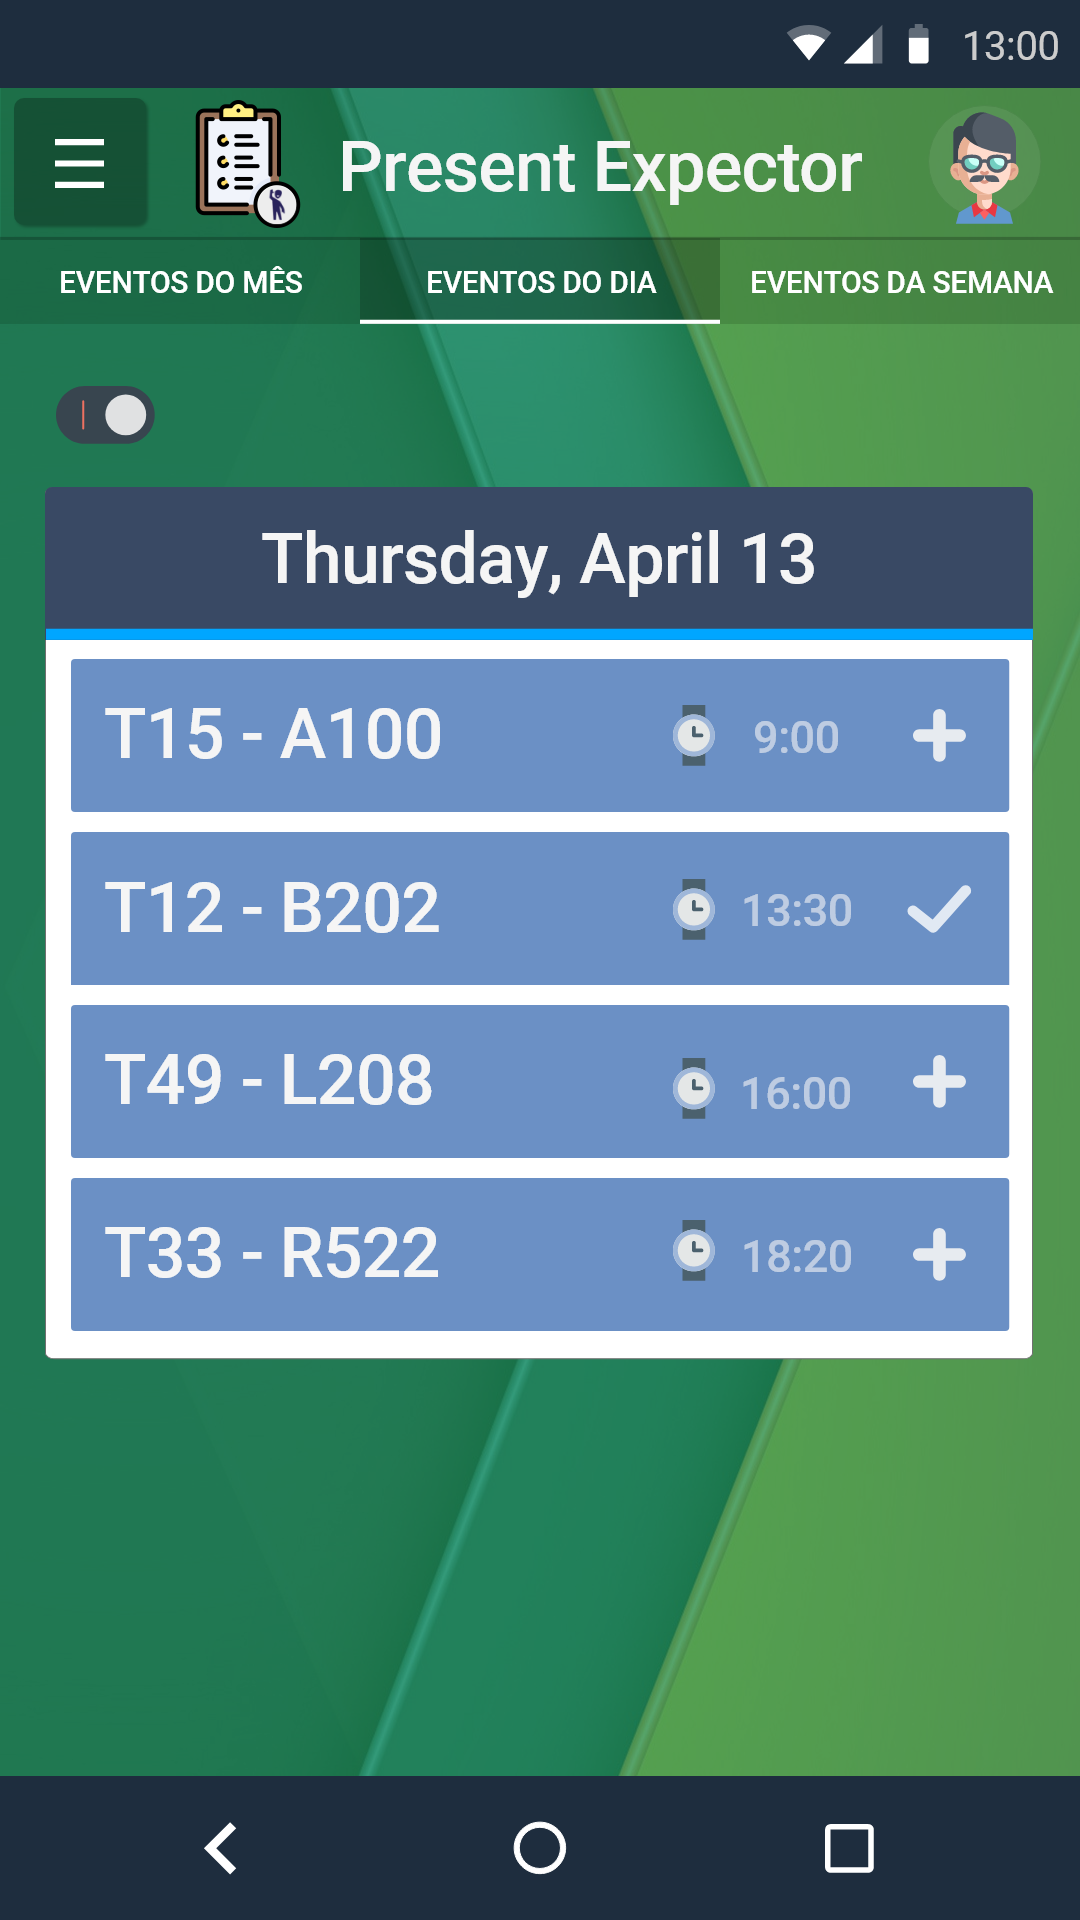 13:00
Present Expector
EVENTOS DO MÊS
EVENTOS DO DIA
EVENTOS DA SEMANA
Thursday, April 13
T15 - A100 9:00
T12 - B202 13:30
T49 - L208 16:00
T33 - R522 18:20